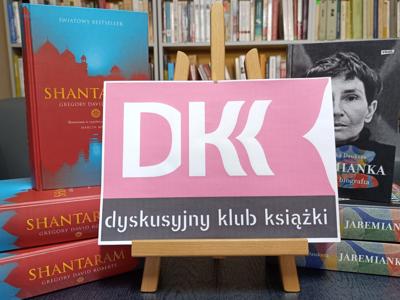 ŚWIATOWY BESTSELLER
SHANTARAM
GREGORY DAVID
DKK
dyskusyjny klub książki
MIANKA
biografia
SHANTARAM
GREGORY DAVID ROBERTS
SHANTARAM
GREGORY DAVID ROBERTS
JAREMIANKA
JAREMIANKA